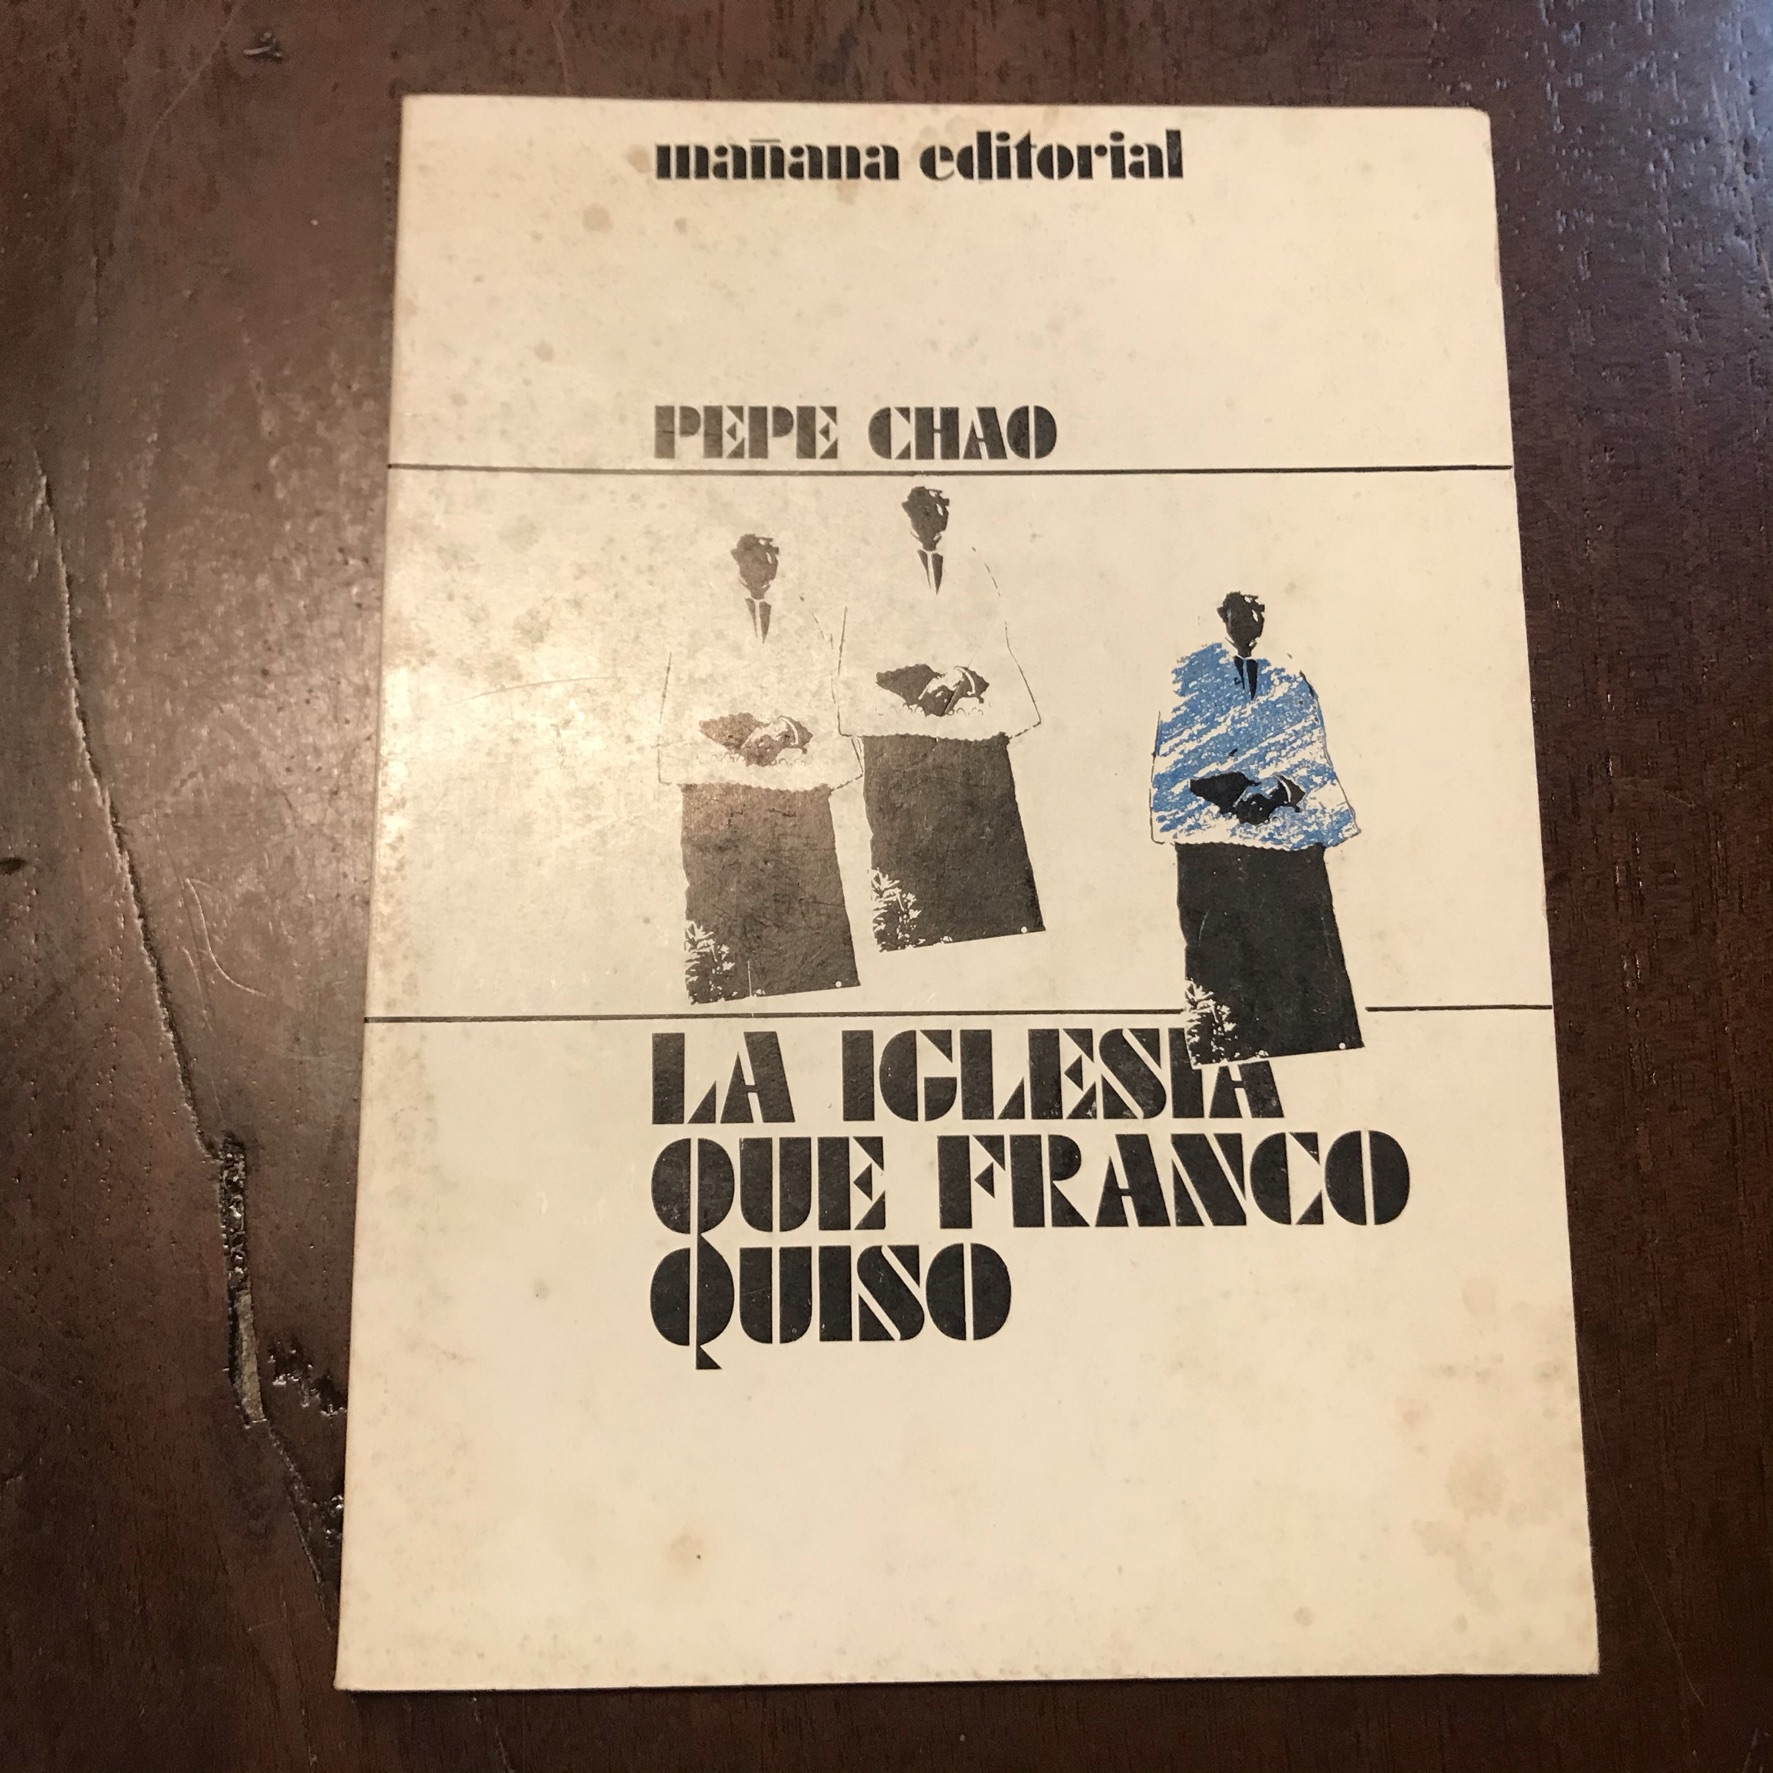 mañana editorial
PEPE CHAO
LA IGLESIA
QUE FRANCO
QUISO